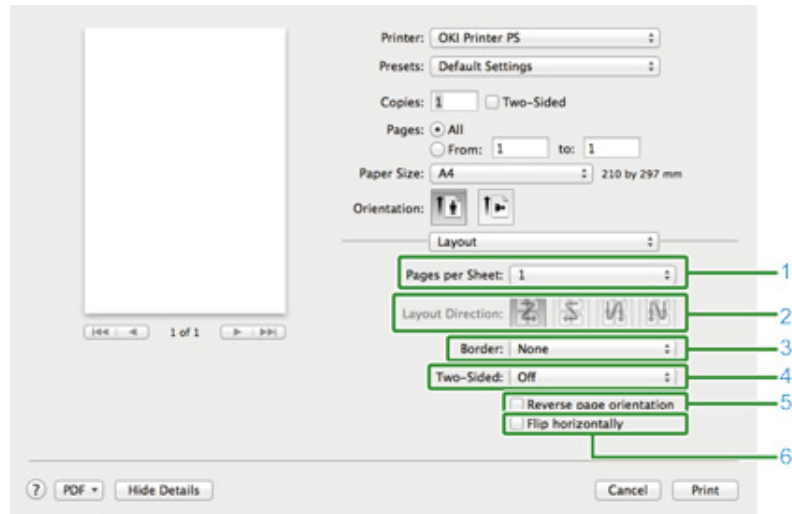 Printer: OKI Printer PS
Presets: Default Settings
Copies: 1 Two-Sided
Pages: All
From: 1 to: 1
Paper Size: A4 210 by 297 mm
Orientation:
Layout
Pages per Sheet: 1 1
Layout Direction: 2
1 of 1
Border: None 3
Two-Sided: Off 4
Reverse page orientation 5
Flip horizontally
6
? PDF Hide Details Cancel Print